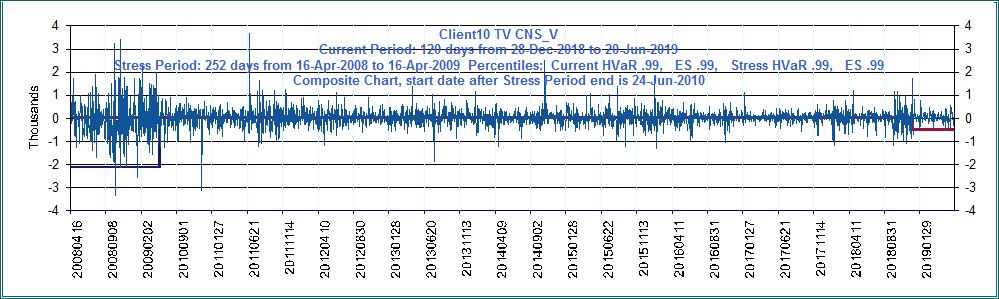 Client10 TV CNS_V
Current Period: 120 days from 28-Dec-2018 to 20-Jun-2019
Stress Period: 252 days from 16-Apr-2008 to 16-Apr-2009 Percentiles: Current HVaR .99, ES .99, Stress HVaR .99, ES .99
Composite Chart, start date after Stress Period end is 24-Jun-2010
Thousands
4 4
3 3
2 2
1 1
0 0
-1 -1
-2 -2
-3 -3
-4 -4
20080416 20080908 20090202 20100901 20110127 20110621 20111114 20120410 20120830 20130128 20130620 20131113 20140409 20140902 20150128 20150622 20151113 20160411 20160831 20170127 20170621 20171114 20180411 20180831 20190129